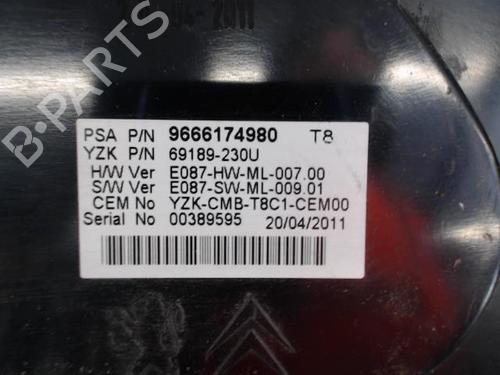 PSA P/N 9666174980 T8
YZK P/N 69189-230U
H/W Ver E087-HW-ML-007.00
S/W Ver E087-SW-ML-009.01
CEM No YZK-CMB-T8C1-CEM00
Serial No 00389595 20/04/2011